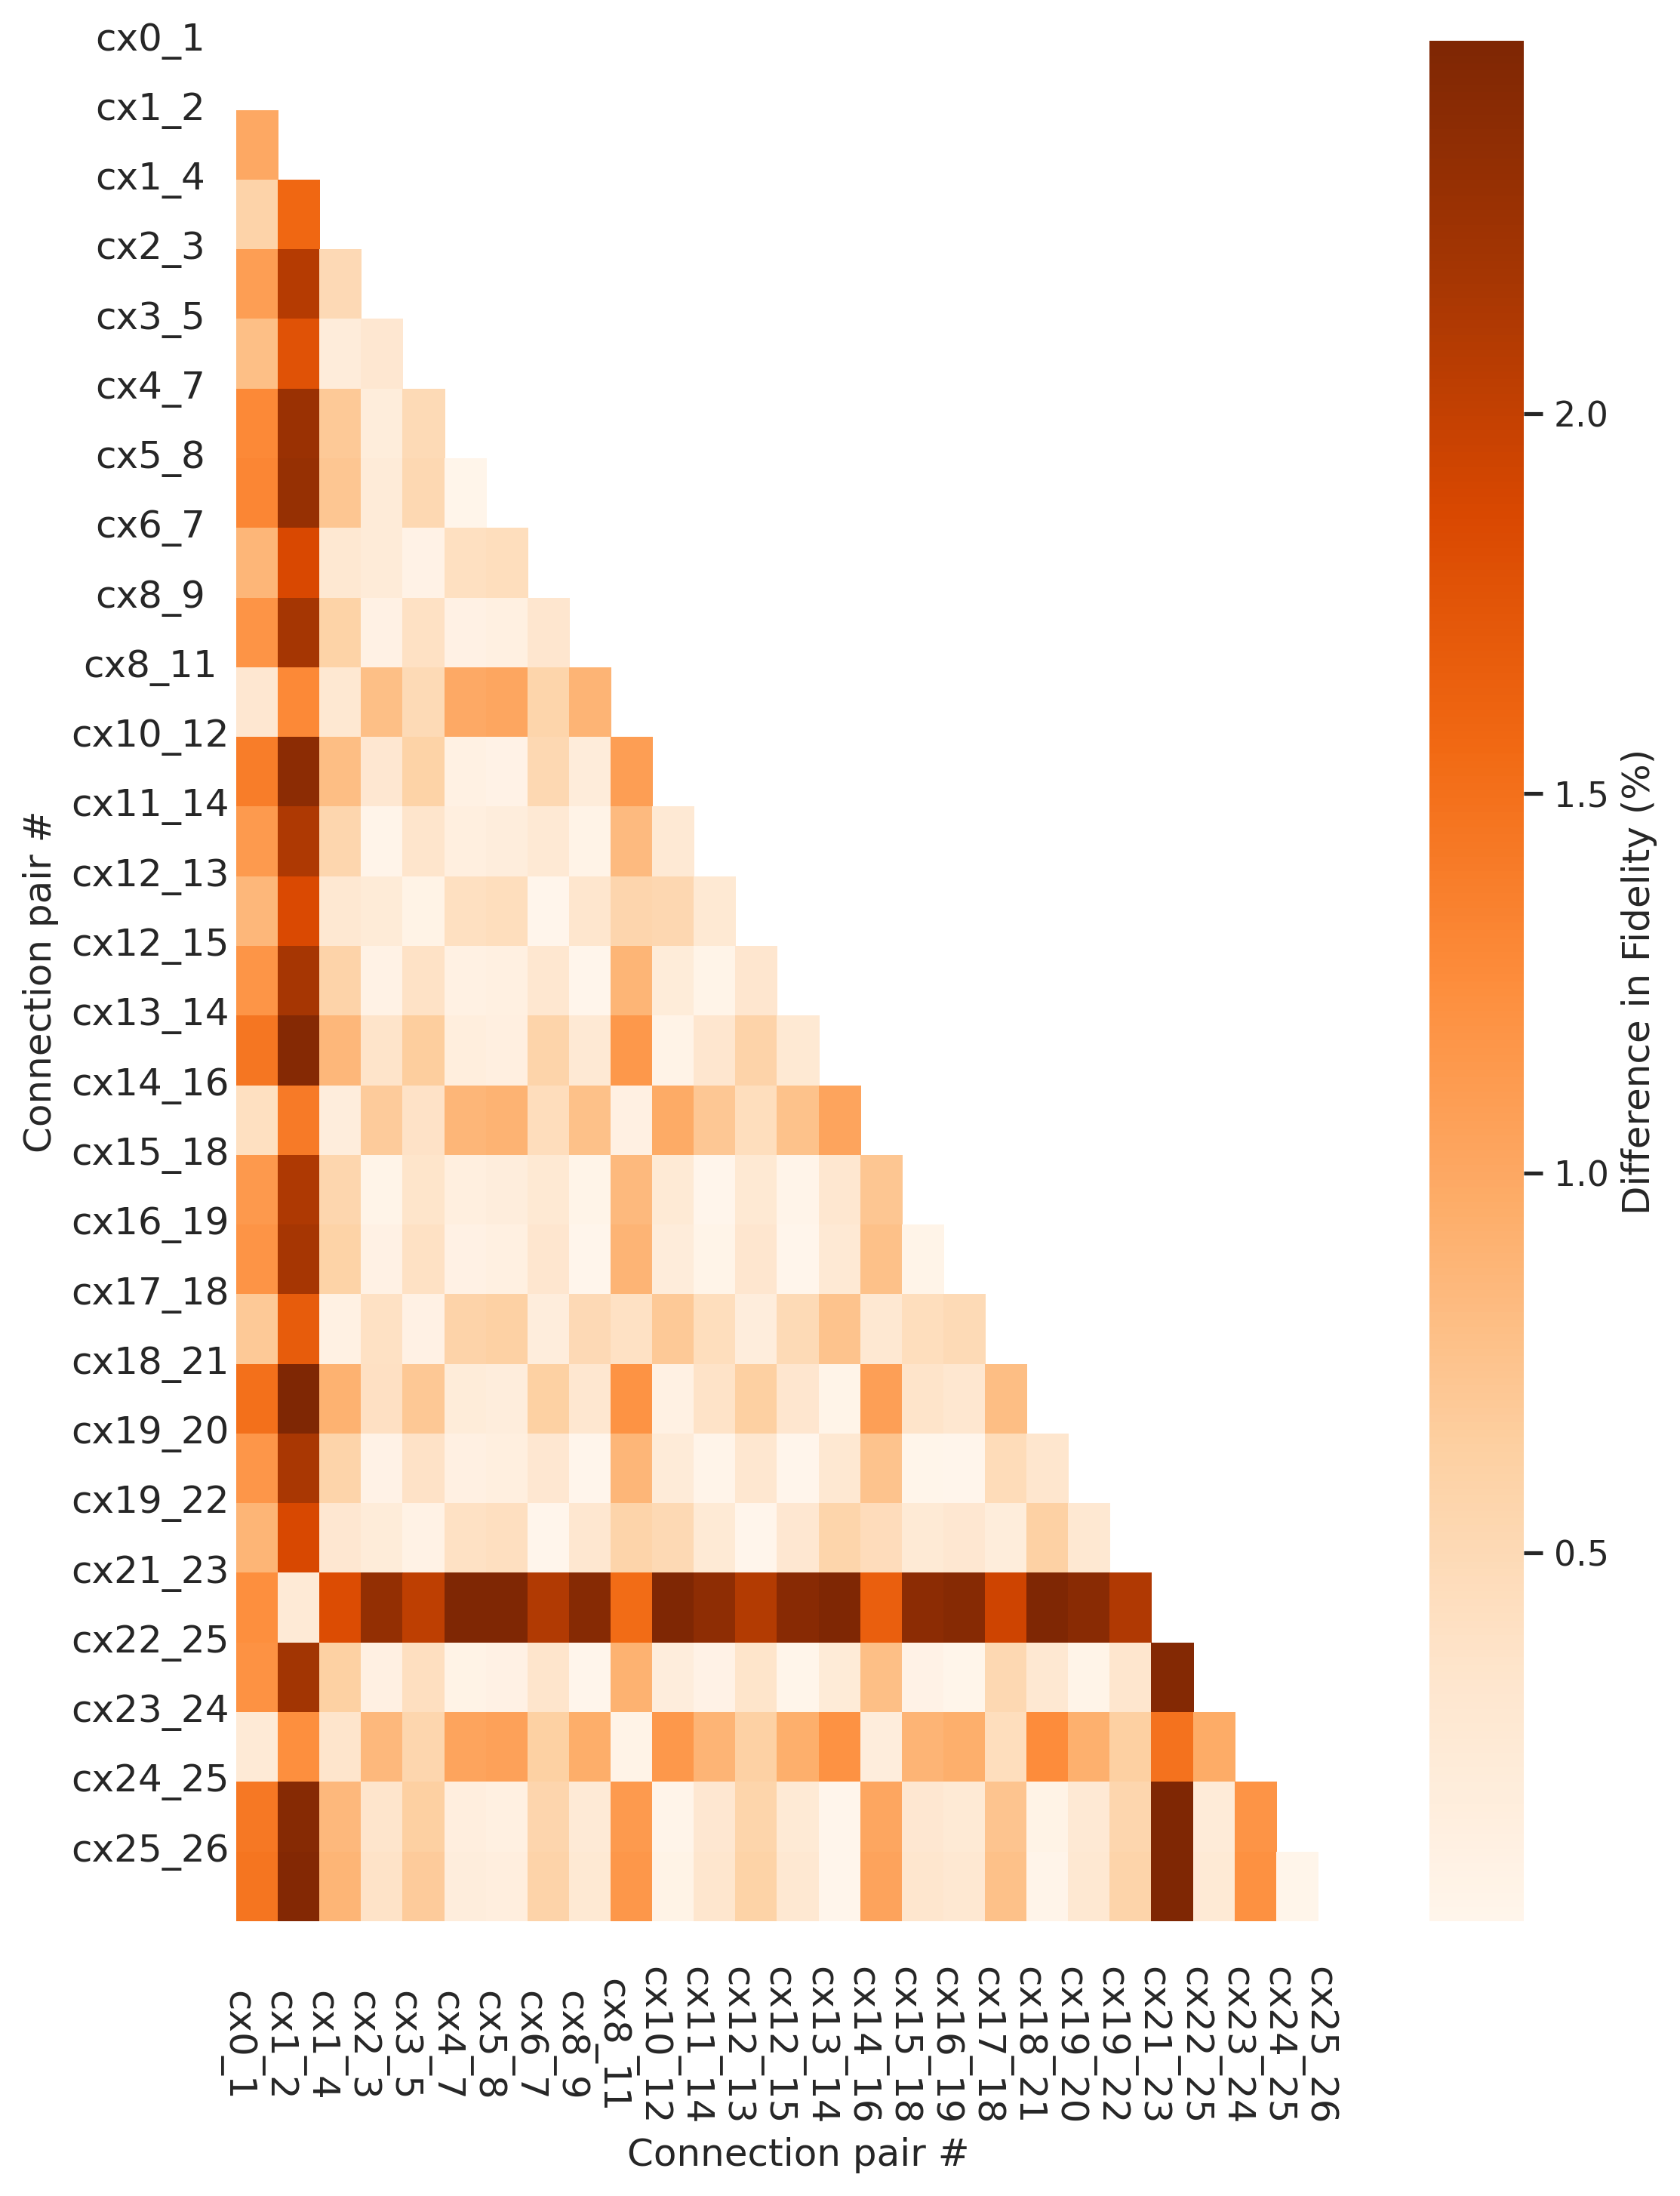 cx0_1
cx1_2
cx1_4
cx2_3
cx3_5
cx4_7
cx5_8
cx6_7
cx8_9
cx8_11
cx10_12
cx11_14
cx12_13
cx12_15
cx13_14
cx14_16
cx15_18
cx16_19
cx17_18
cx18_21
cx19_20
cx19_22
cx21_23
cx22_25
cx23_24
cx24_25
cx25_26
Connection pair #
cx0_1
cx1_2
cx1_4
cx2_3
cx3_5
cx4_7
cx5_8
cx6_7
cx8_9
cx8_11
cx10_12
cx11_14
cx12_13
cx12_15
cx13_14
cx14_16
cx15_18
cx16_19
cx17_18
cx18_21
cx19_20
cx19_22
cx21_23
cx22_25
cx23_24
cx24_25
cx25_26
Connection pair #
2.0
1.5
1.0
0.5
Difference in Fidelity (%)